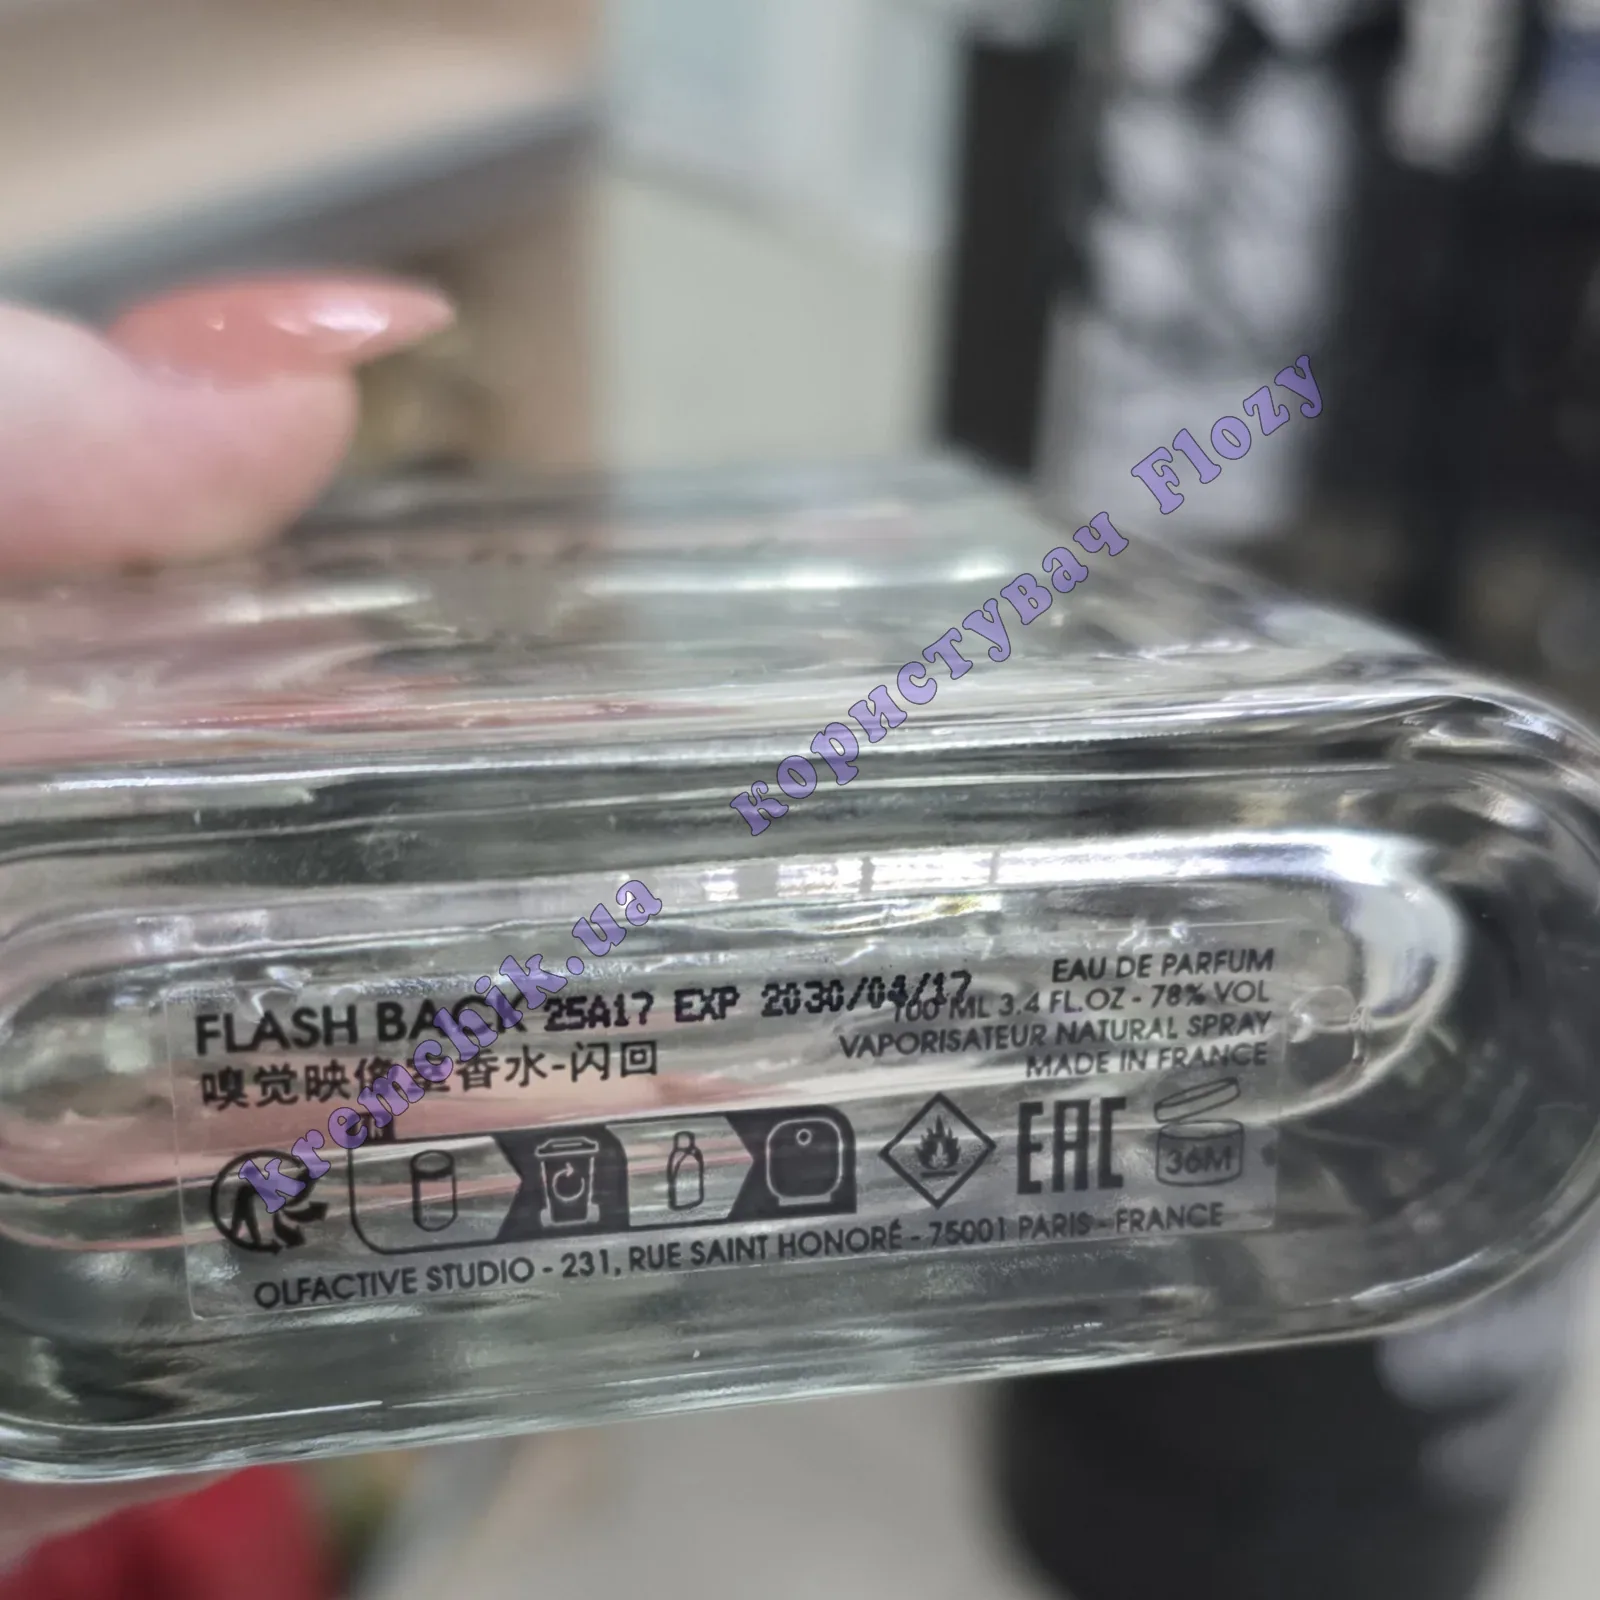 FLASH BACK 25A17 EXP 2030/04/17
嗅觉映像室香水-闪回
EAU DE PARFUM
100 ML 3.4 FL.OZ - 78% VOL
VAPORISATEUR NATURAL SPRAY
MADE IN FRANCE
EAC
36M
OLFACTIVE STUDIO - 231, RUE SAINT HONORÉ - 75001 PARIS - FRANCE
kremchik.ua користувач Flozy